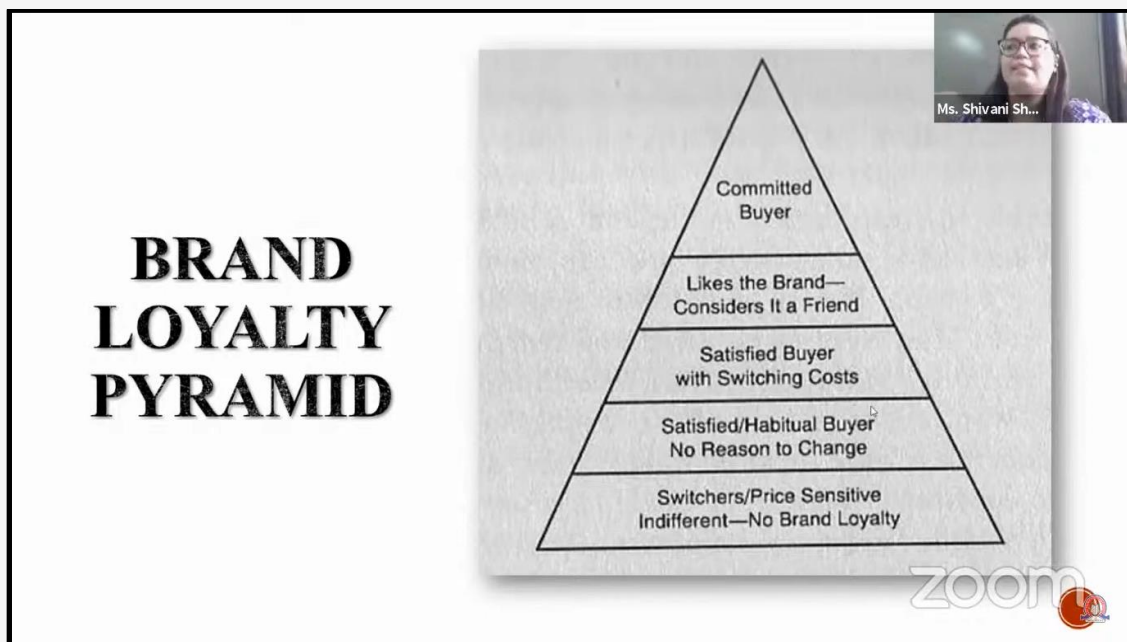 BRAND
LOYALTY
PYRAMID
Committed
Buyer
Likes the Brand—
Considers It a Friend
Satisfied Buyer
with Switching Costs
Satisfied/Habitual Buyer
No Reason to Change
Switchers/Price Sensitive
Indifferent—No Brand Loyalty
Ms. Shivani Sh...
zoom